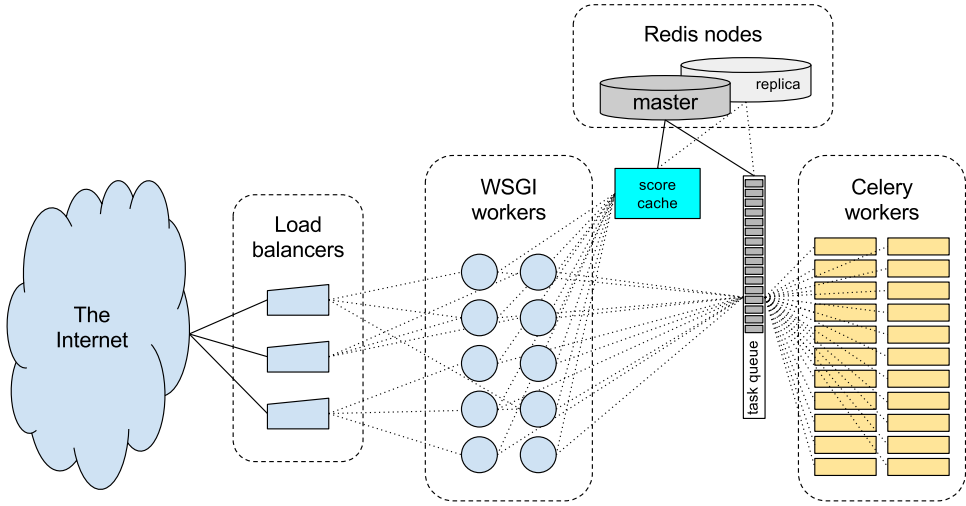 Redis nodes
replica
master
WSGI
workers
score
cache
Celery
workers
Load
balancers
The
Internet
task queue